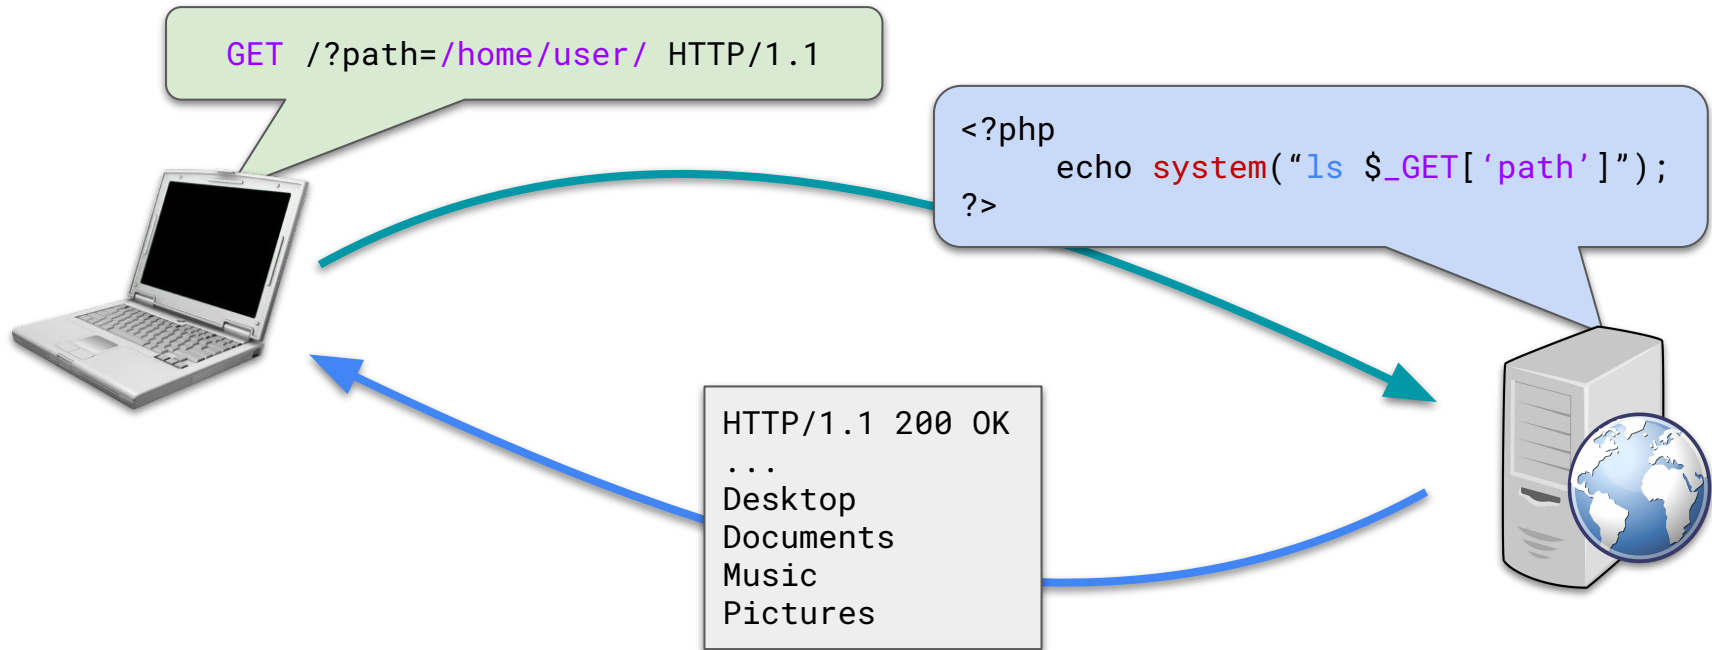 GET /?path=/home/user/ HTTP/1.1
<?php
echo system(“ls $_GET[‘path’]”);
?>
HTTP/1.1 200 OK
...
Desktop
Documents
Music
Pictures